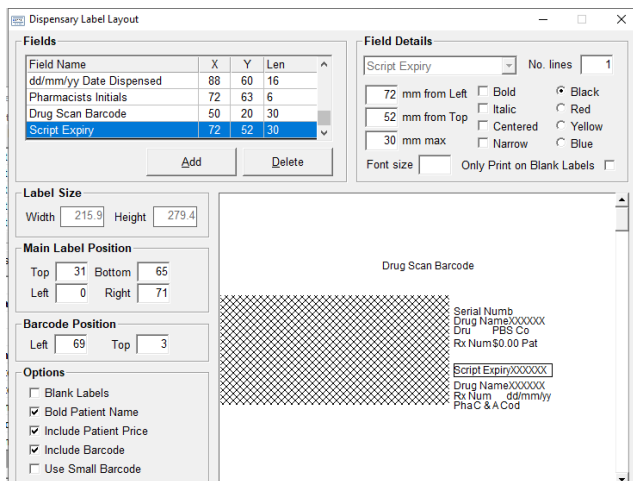 Dispensary Label Layout
Fields
Field Name X Y Len
dd/mm/yy Date Dispensed 88 60 16
Pharmacists Initials 72 63 6
Drug Scan Barcode 50 20 30
Script Expiry 72 52 30
Add Delete
Field Details
Script Expiry No. lines 1
72 mm from Left Bold Black
52 mm from Top Italic Red
Centered Yellow
30 mm max Narrow Blue
Font size Only Print on Blank Labels
Label Size
Width 215.9 Height 279.4
Main Label Position
Top 31 Bottom 65
Left 0 Right 71
Barcode Position
Left 69 Top 3
Options
Blank Labels
Bold Patient Name
Include Patient Price
Include Barcode
Use Small Barcode
Drug Scan Barcode
Serial Numb
Drug NameXXXXXX
Dru PBS Co
Rx Num$0.00 Pat
Script ExpiryXXXXXX
Drug NameXXXXXX
Rx Num dd/mm/yy
PhaC & A Cod